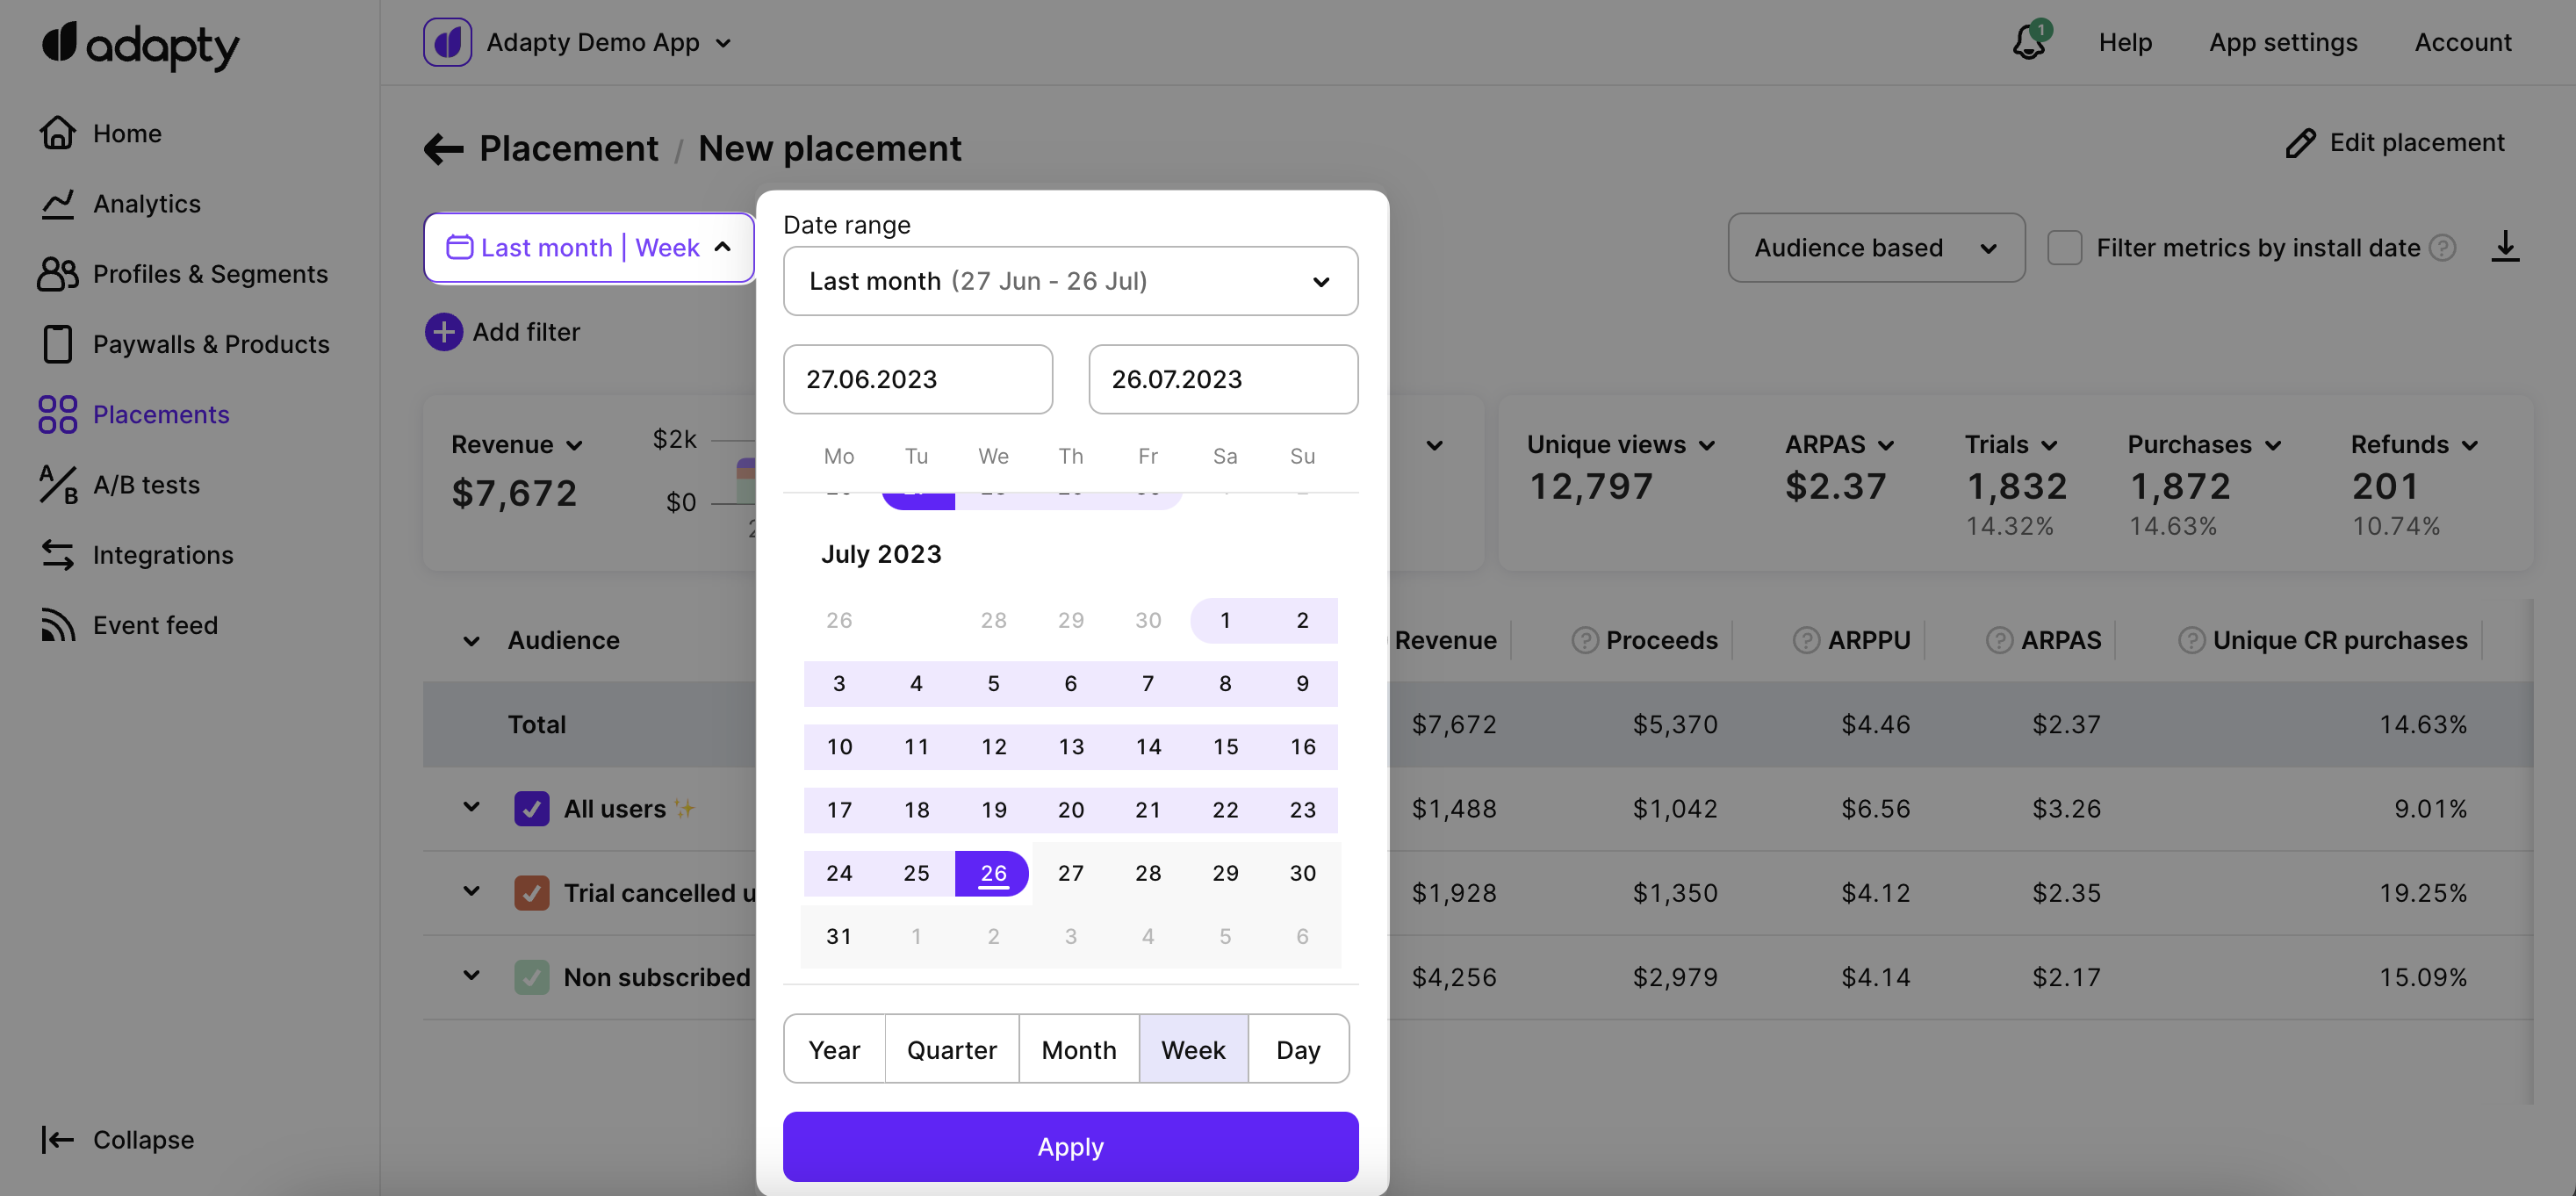 adapty
Adapty Demo App
1
Help
App settings
Account
Home
Analytics
Profiles & Segments
Paywalls & Products
Placements
A/B tests
Integrations
Event feed
Collapse
Placement / New placement
Edit placement
Last month | Week
Audience based
Filter metrics by install date ?
Add filter
Date range
Last month (27 Jun - 26 Jul)
27.06.2023 26.07.2023
Mo Tu We Th Fr Sa Su
July 2023
26 28 29 30 1 2
3 4 5 6 7 8 9
10 11 12 13 14 15 16
17 18 19 20 21 22 23
24 25 26 27 28 29 30
31 1 2 3 4 5 6
Year Quarter Month Week Day
Apply
Revenue
$7,672
$2k
$0
Unique views
12,797
ARPAS
$2.37
Trials
1,832
14.32%
Purchases
1,872
14.63%
Refunds
201
10.74%
Audience Revenue ? Proceeds ? ARPPU ? ARPAS ? Unique CR purchases
Total $7,672 $5,370 $4.46 $2.37 14.63%
All users ✨ $1,488 $1,042 $6.56 $3.26 9.01%
Trial cancelled $1,928 $1,350 $4.12 $2.35 19.25%
Non subscribed $4,256 $2,979 $4.14 $2.17 15.09%